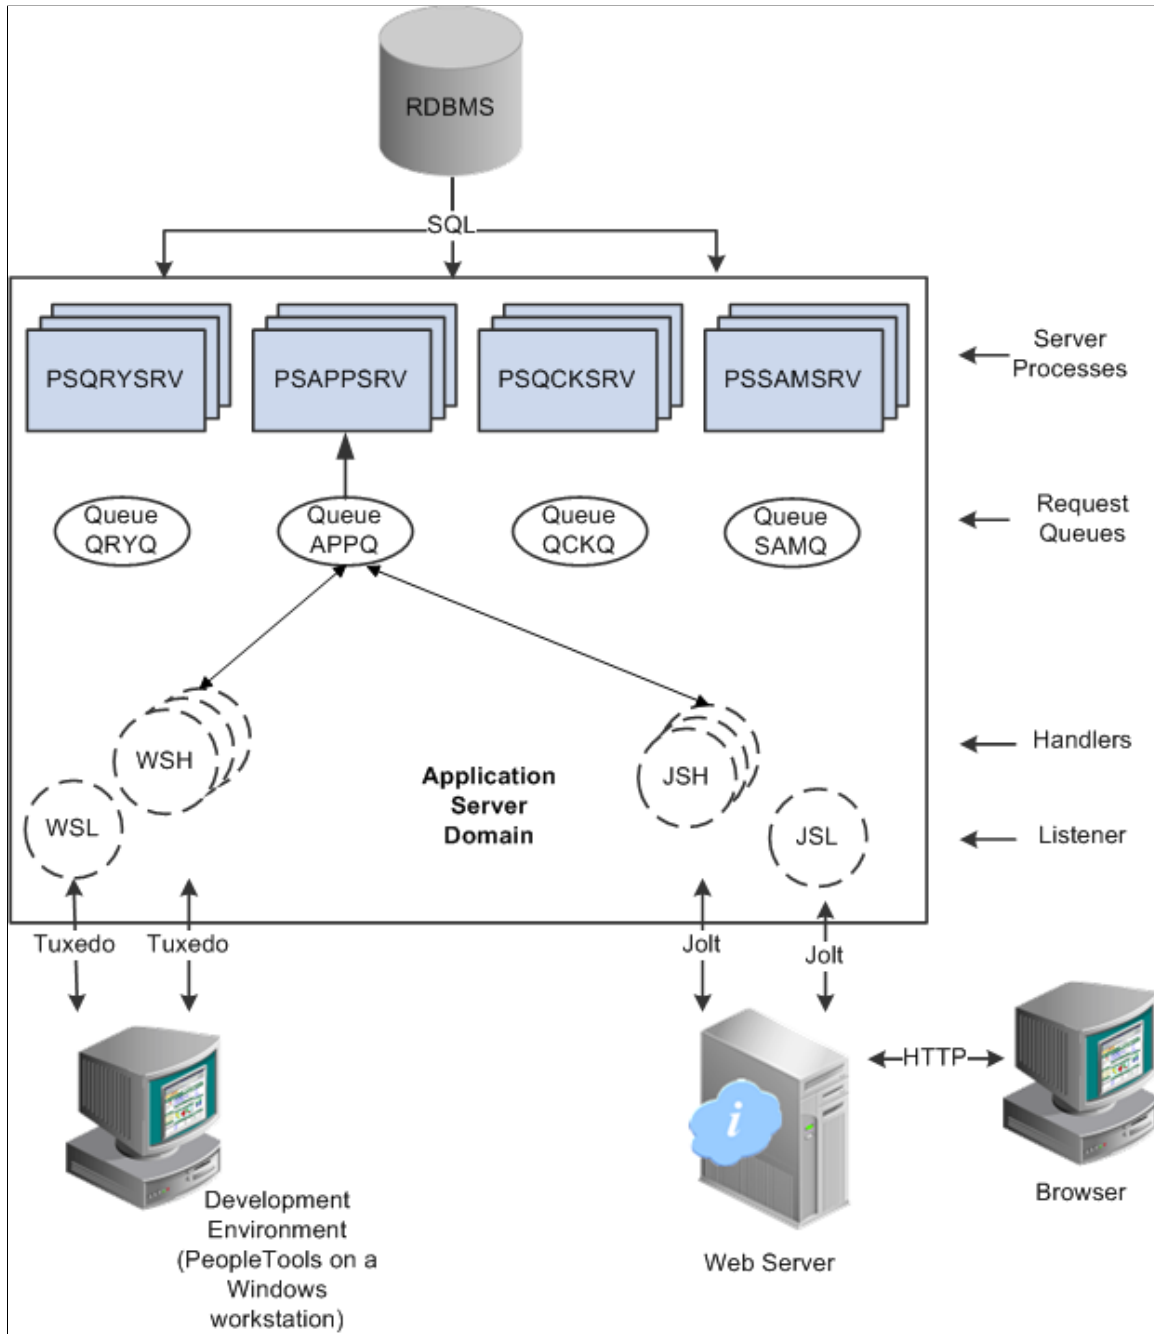 RDBMS
SQL
PSQRYSRV
PSAPPSRV
PSQCKSRV
PSSAMSRV
Server
Processes
Queue
QRYQ
Queue
APPQ
Queue
QCKQ
Queue
SAMQ
Request
Queues
WSH
JSH
Handlers
WSL
Application
Server
Domain
JSL
Listener
Tuxedo
Tuxedo
Jolt
Jolt
HTTP
i
Development
Environment
(PeopleTools on a
Windows
workstation)
Web Server
Browser